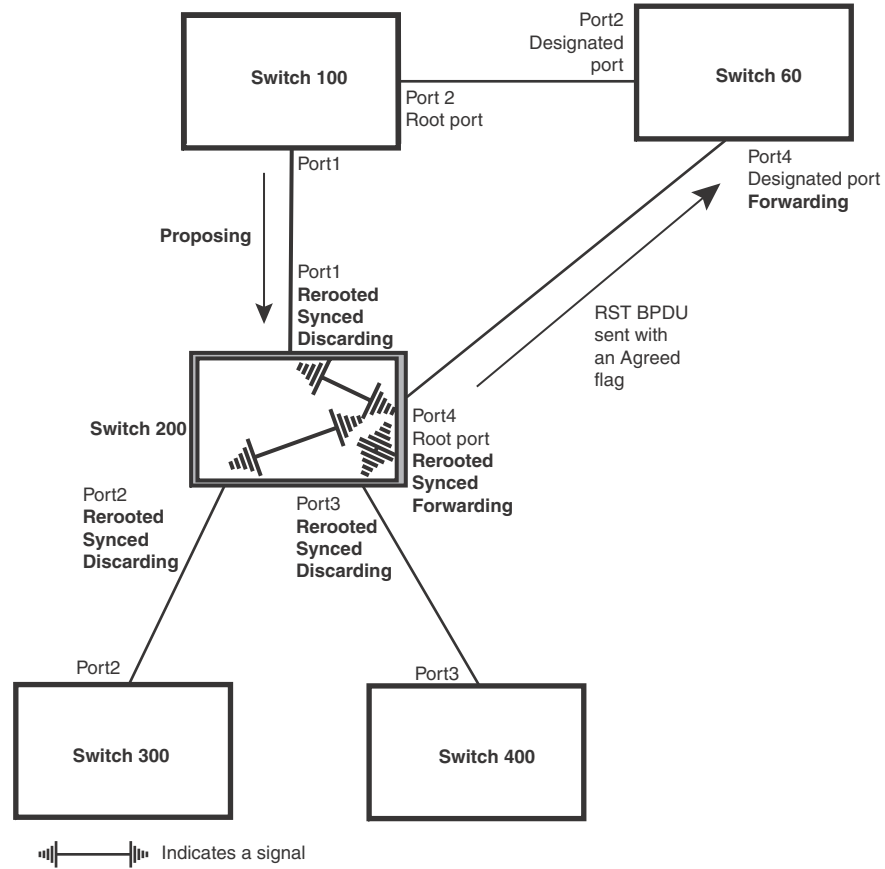 Switch 100
Port2
Designated
port
Switch 60
Port 2
Root port
Port1
Port4
Designated port
Forwarding
Proposing
Port1
Rerooted
Synced
Discarding
RST BPDU
sent with
an Agreed
flag
Switch 200
Port4
Root port
Rerooted
Synced
Forwarding
Port2
Rerooted
Synced
Discarding
Port3
Rerooted
Synced
Discarding
Port2
Port3
Switch 300
Switch 400
Indicates a signal